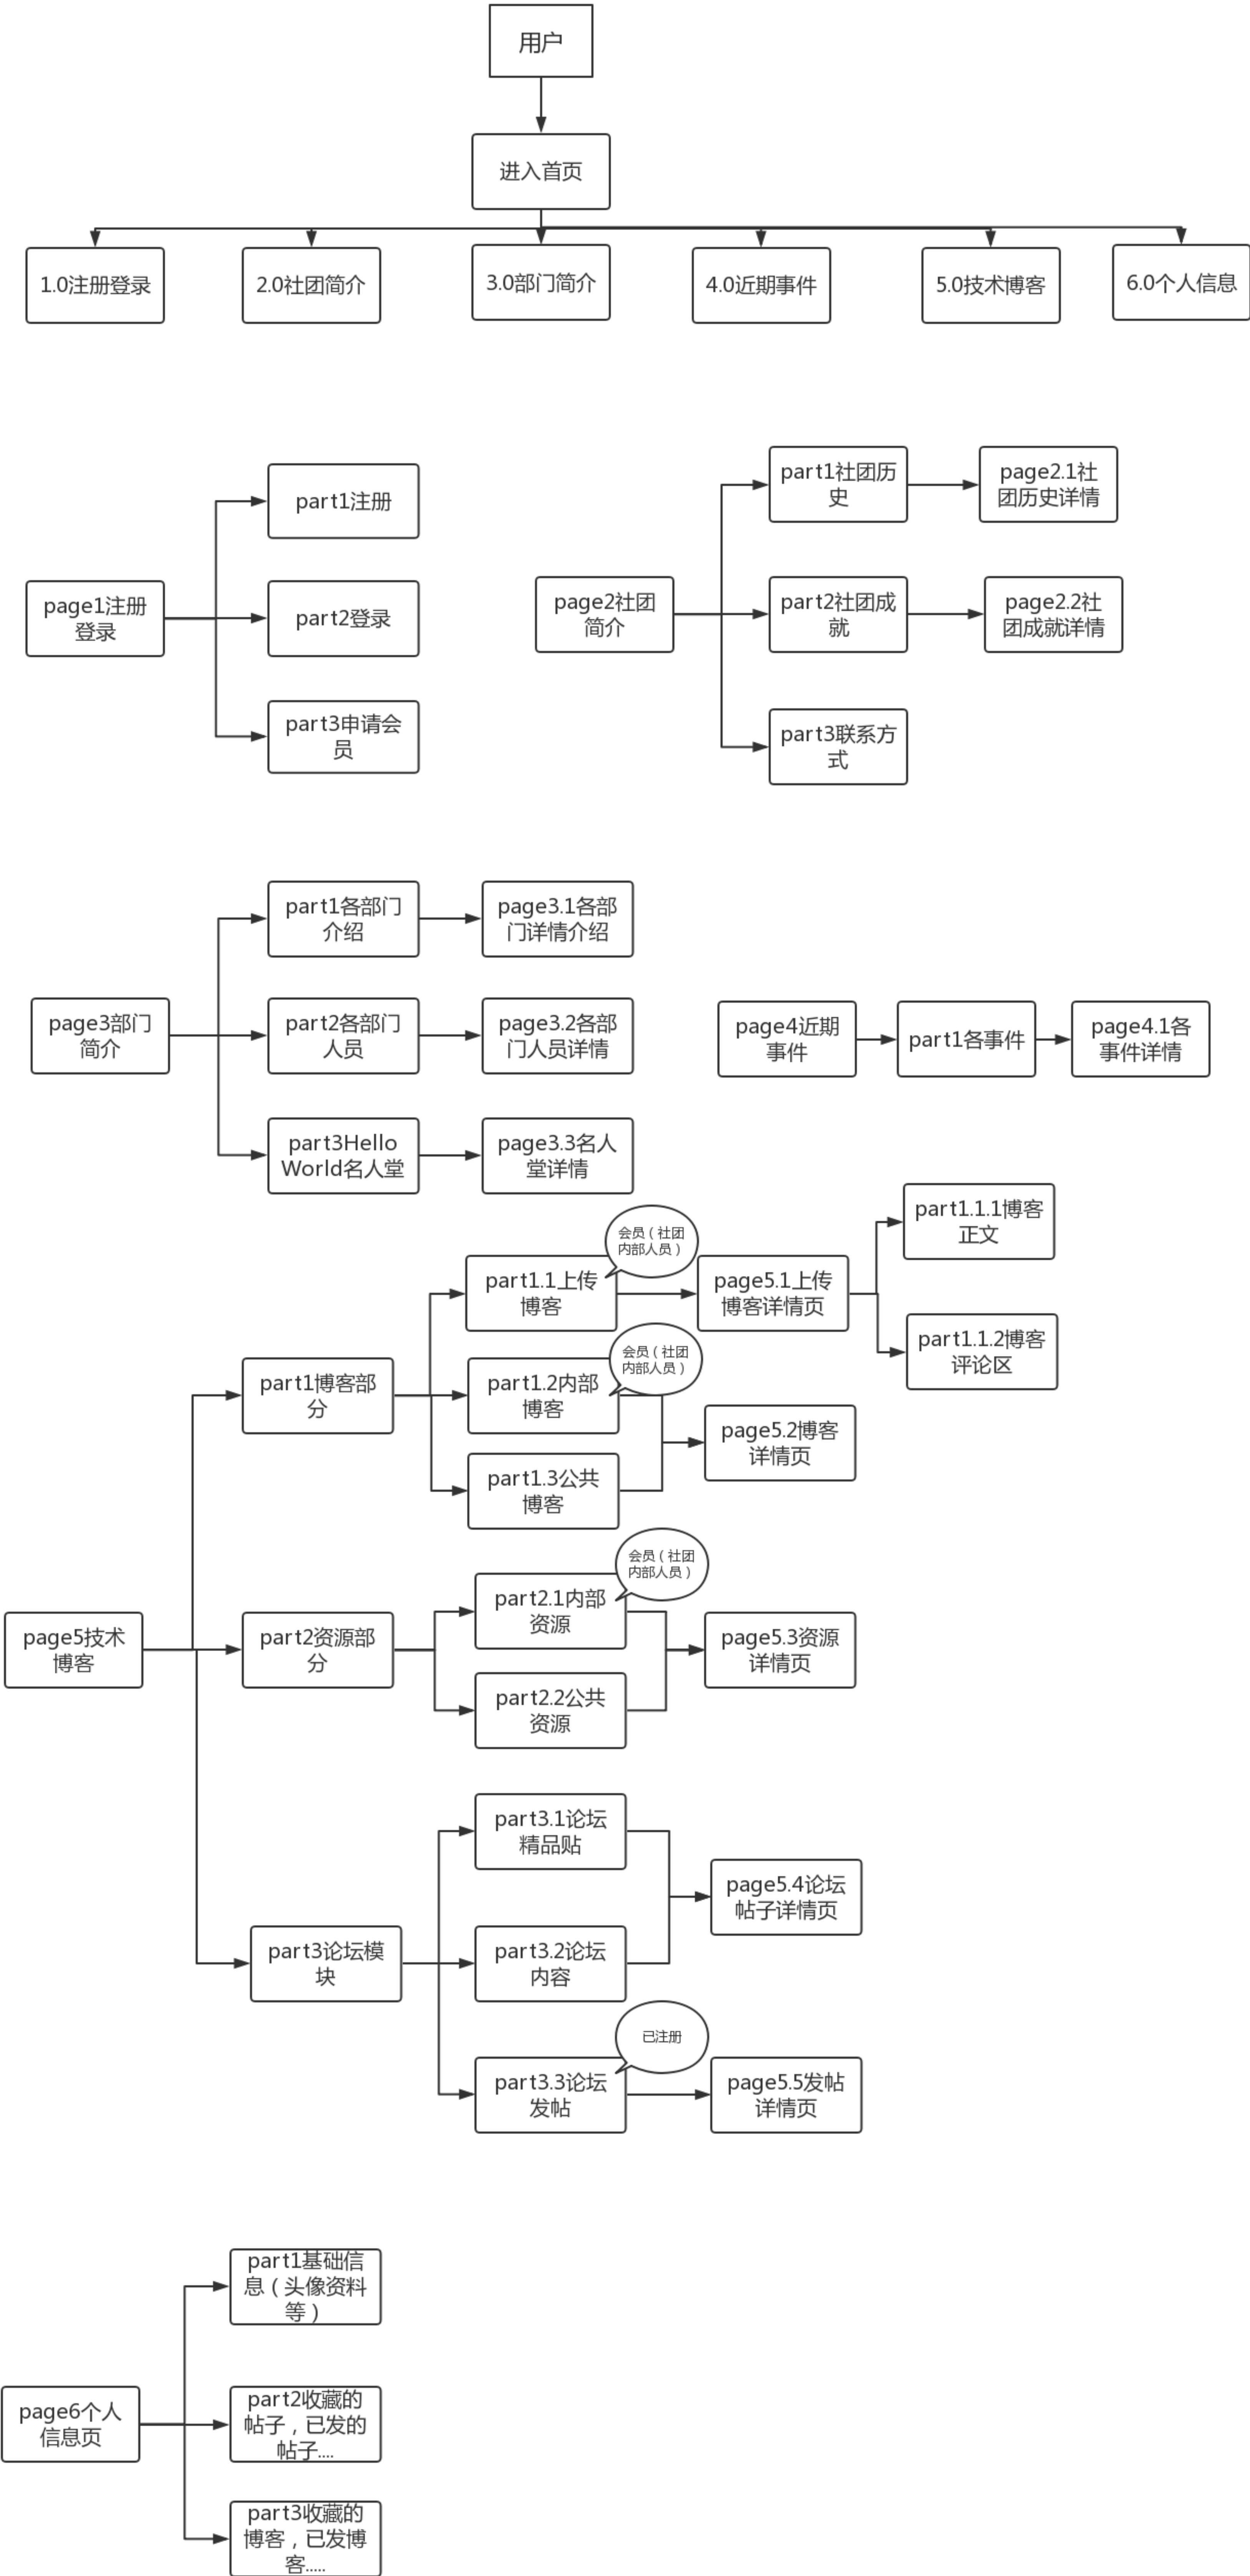 用户
进入首页
1.0注册登录
2.0社团简介
3.0部门简介
4.0近期事件
5.0技术博客
6.0个人信息
page1注册
登录
part1注册
part2登录
part3申请会
员
page2社团
简介
part1社团历
史
page2.1社
团历史详情
part2社团成
就
page2.2社
团成就详情
part3联系方
式
page3部门
简介
part1各部门
介绍
page3.1各部
门详情介绍
part2各部门
人员
page3.2各部
门人员详情
part3Hello
World名人堂
page3.3名人
堂详情
page4近期
事件
part1各事件
page4.1各
事件详情
page5技术
博客
part1博客部
分
part1.1上传
博客
会员（社团
内部人员）
page5.1上传
博客详情页
part1.1.1博客
正文
part1.1.2博客
评论区
part1.2内部
博客
会员（社团
内部人员）
part1.3公共
博客
page5.2博客
详情页
part2资源部
分
part2.1内部
资源
会员（社团
内部人员）
part2.2公共
资源
page5.3资源
详情页
part3论坛模
块
part3.1论坛
精品贴
part3.2论坛
内容
page5.4论坛
帖子详情页
part3.3论坛
发帖
已注册
page5.5发帖
详情页
page6个人
信息页
part1基础信
息（头像资料
等）
part2收藏的
帖子，已发的
帖子....
part3收藏的
博客，已发博
客.....